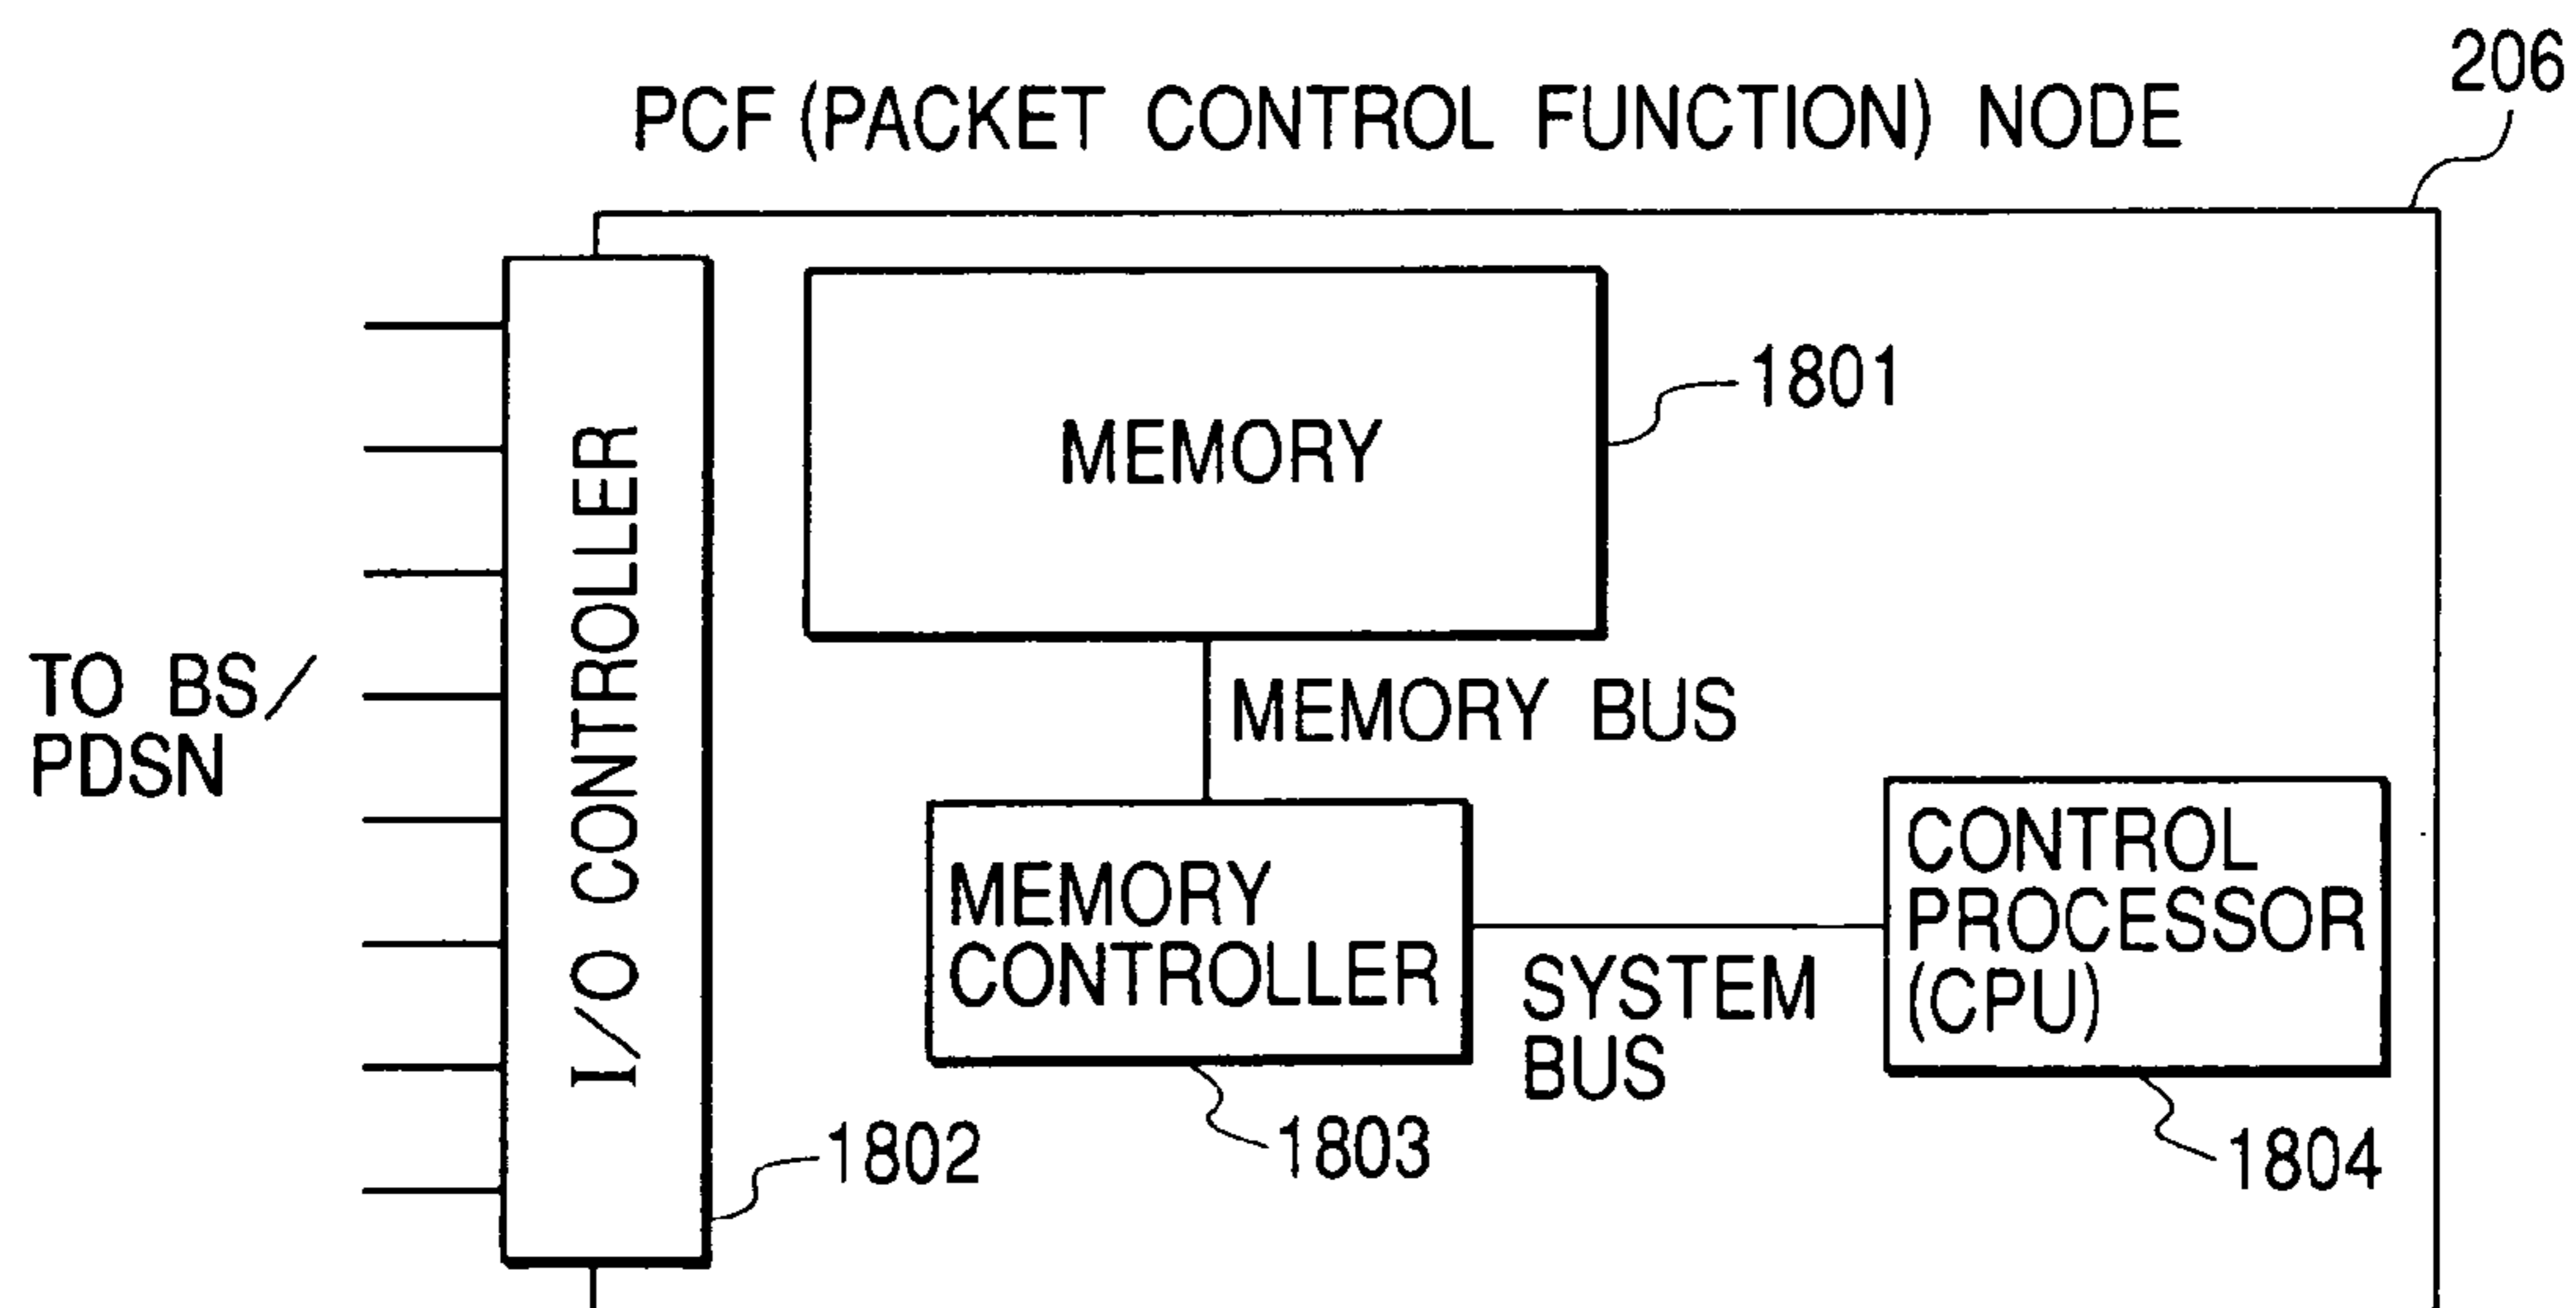 206
PCF (PACKET CONTROL FUNCTION) NODE
I/O CONTROLLER
MEMORY
1801
TO BS/
PDSN
MEMORY BUS
MEMORY
CONTROLLER
SYSTEM
BUS
CONTROL
PROCESSOR
(CPU)
1802
1803
1804